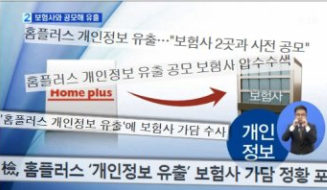 2 보험사와 공모해 유출
홈플러스 개인정보 유출…"보험사 2곳과 사전 공모"
홈플러스 개인정보 유출 공모 보험사 압수수색
Home plus
보험사
'홈플러스 개인정보 유출'에 보험사 가담 수사
개인
정보
檢, 홈플러스 '개인정보 유출' 보험사 가담 정황 포